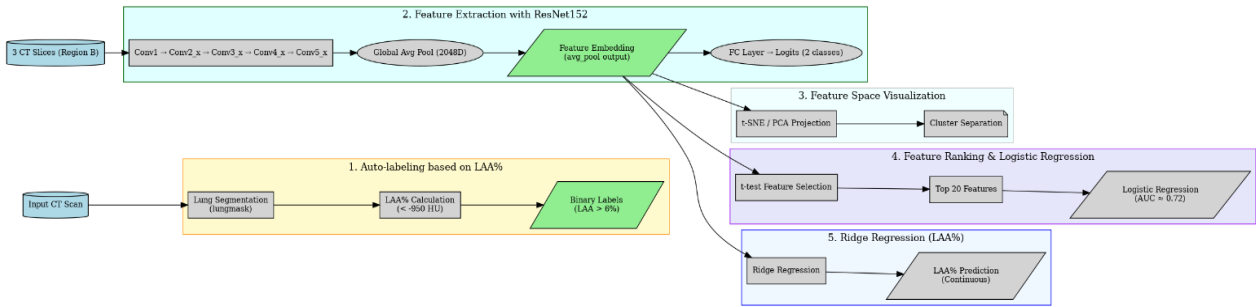 2. Feature Extraction with ResNet152
3 CT Slices (Region B)
Conv1 → Conv2_x → Conv3_x → Conv4_x → Conv5_x
Global Avg Pool (2048D)
Feature Embedding
(avg_pool output)
FC Layer → Logits (2 classes)
3. Feature Space Visualization
t-SNE / PCA Projection
Cluster Separation
1. Auto-labeling based on LAA%
Input CT Scan
Lung Segmentation
(lungmask)
LAA% Calculation
(< -950 HU)
Binary Labels
(LAA > 6%)
4. Feature Ranking & Logistic Regression
t-test Feature Selection
Top 20 Features
Logistic Regression
(AUC ≈ 0.72)
5. Ridge Regression (LAA%)
Ridge Regression
LAA% Prediction
(Continuous)